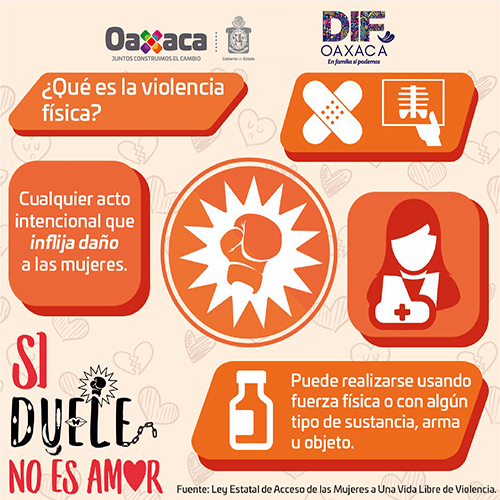 Oaxaca
JUNTOS CONSTRUIMOS EL CAMBIO
Gobierno del Estado
DIF
OAXACA
En familia sí podemos
¿Qué es la violencia
física?
Cualquier acto
intencional que
inflija daño
a las mujeres.
SI
DUELE
NO ES AMOR
Puede realizarse usando
fuerza física o con algún
tipo de sustancia, arma
u objeto.
Fuente: Ley Estatal de Acceso de las Mujeres a Una Vida Libre de Violencia.